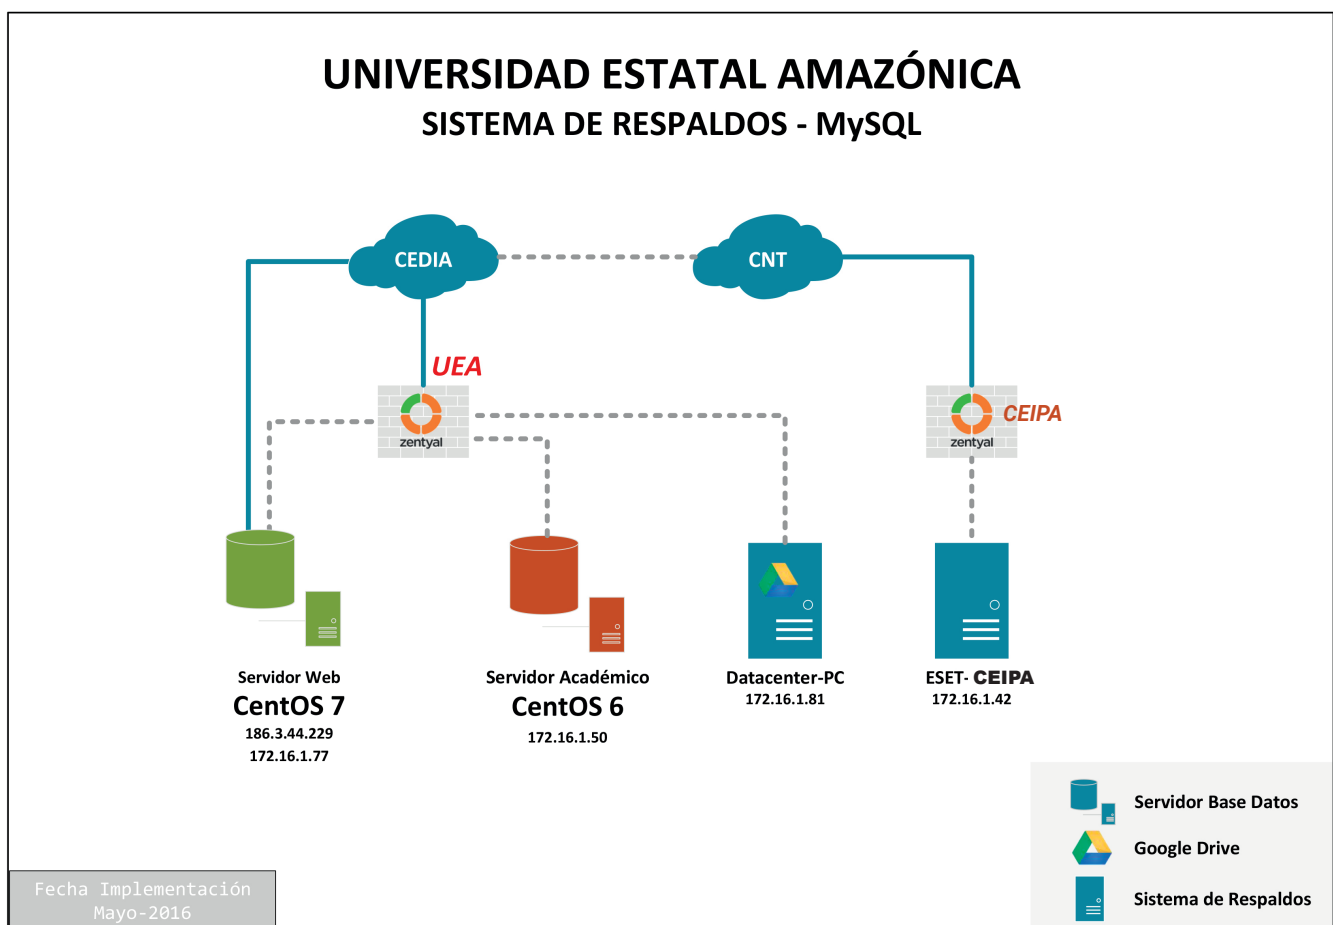 UNIVERSIDAD ESTATAL AMAZÓNICA
SISTEMA DE RESPALDOS - MySQL
CEDIA
CNT
UEA
zentyal
CEIPA
zentyal
Servidor Web
CentOS 7
186.3.44.229
172.16.1.77
Servidor Académico
CentOS 6
172.16.1.50
Datacenter-PC
172.16.1.81
ESET- CEIPA
172.16.1.42
Servidor Base Datos
Google Drive
Sistema de Respaldos
Fecha Implementación
Mayo-2016